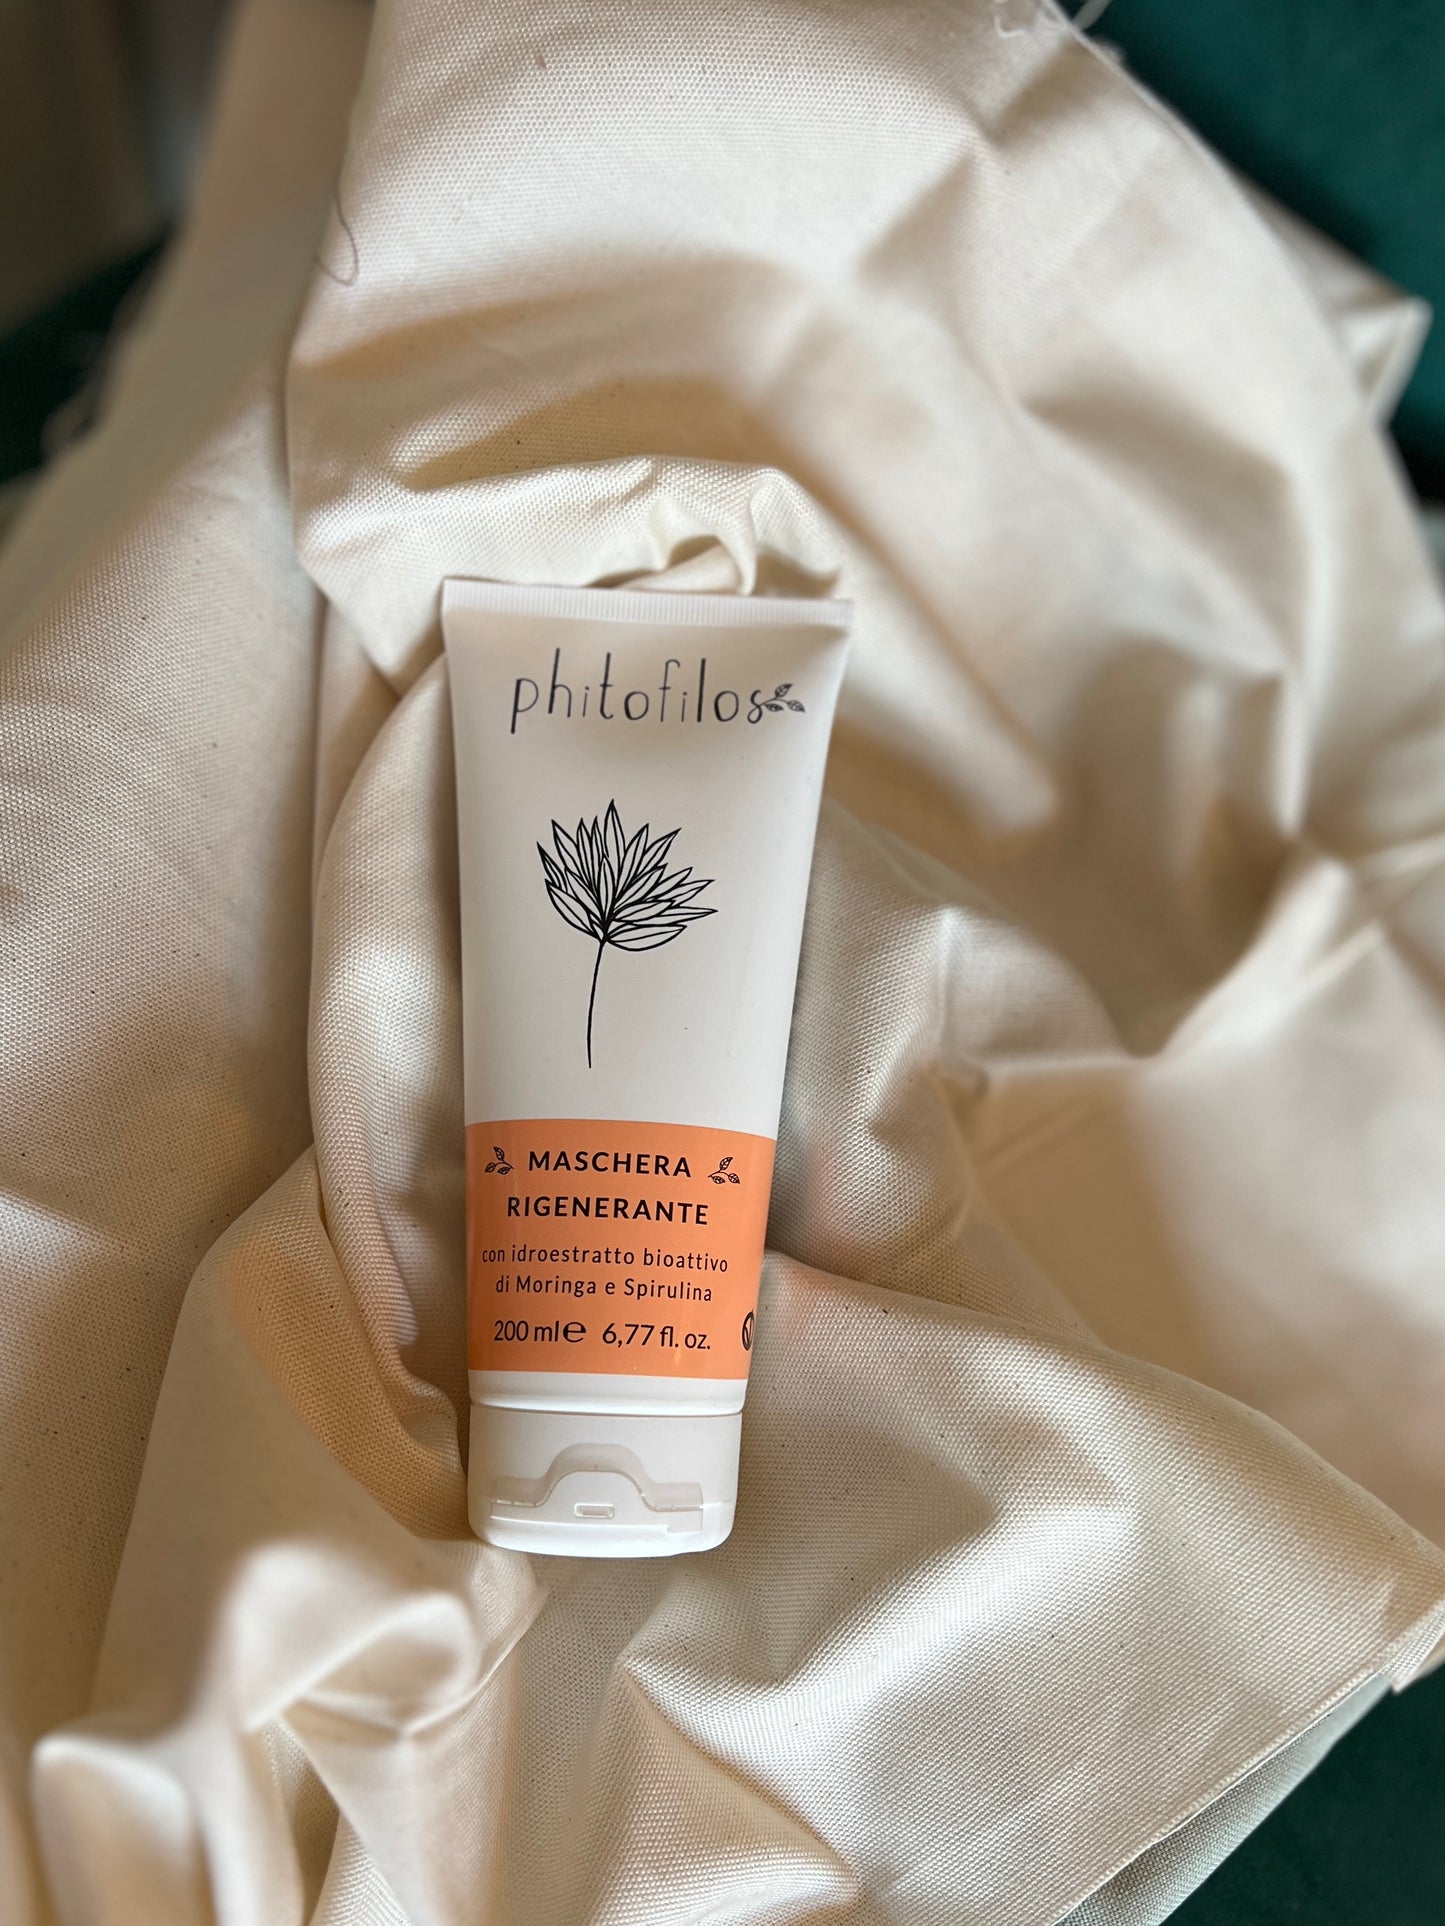 phitofilos
MASCHERA
RIGENERANTE
con idroestratto bioattivo
di Moringa e Spirulina
200 ml℮ 6,77 fl. oz.